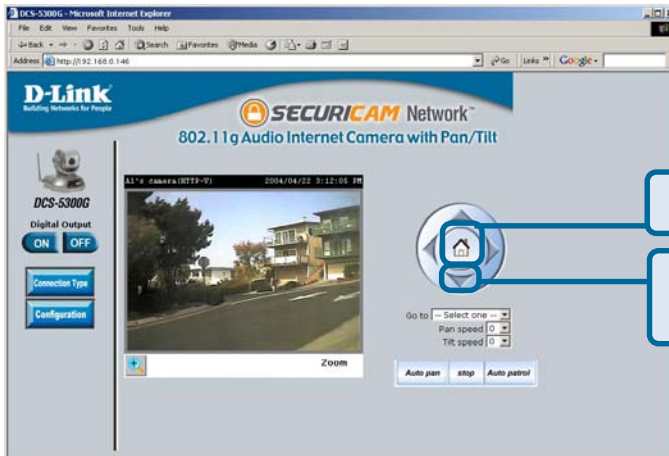 DCS-5300G - Microsoft Internet Explorer
File Edit View Favorites Tools Help
Back Search Favorites Media
Address http://192.168.0.146 Go Links » Google
D-Link
Building Networks for People
SECURICAM Network™
802.11g Audio Internet Camera with Pan/Tilt
DCS-5300G
Digital Output
ON OFF
Connection Type
Configuration
Al's camera(HTTP-V) 2004/04/22 3:12:05 PM
Zoom
Go to -- Select one --
Pan speed 0
Tilt speed 0
Auto pan stop Auto patrol